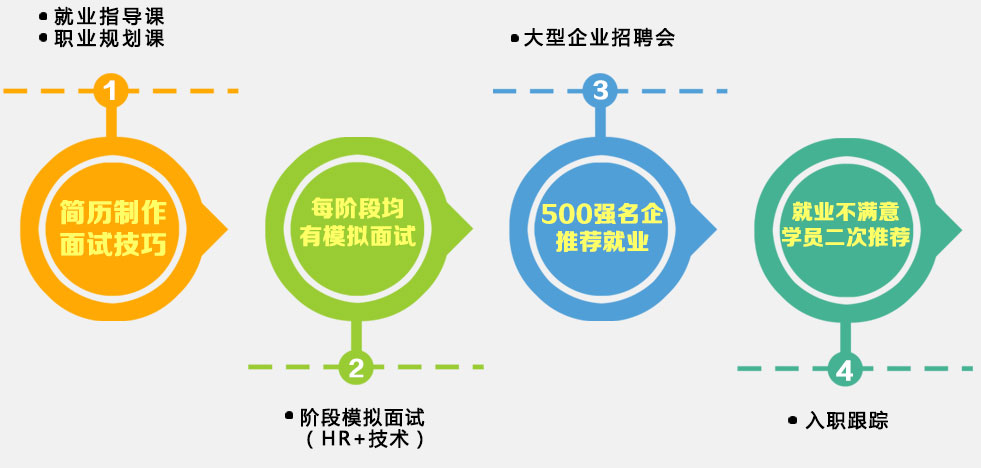 • 就业指导课
• 职业规划课
1
简历制作
面试技巧
每阶段均
有模拟面试
2
• 阶段模拟面试
（HR+技术）
• 大型企业招聘会
3
500强名企
推荐就业
就业不满意
学员二次推荐
4
• 入职跟踪